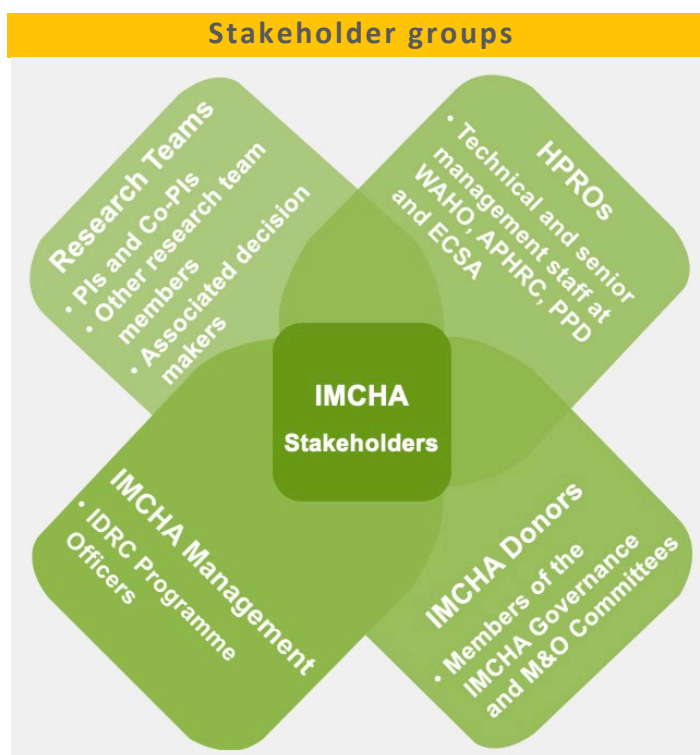 Stakeholder groups
Research Teams
• PIs and Co-PIs
• Other research team
members
• Associated decision
makers
HPROs
• Technical and senior
management staff at
WAHO, APHRC, PPD
and ECSA
IMCHA
Stakeholders
IMCHA Management
• IDRC Programme
Officers
IMCHA Donors
• Members of the
IMCHA Governance
and M&O Committees